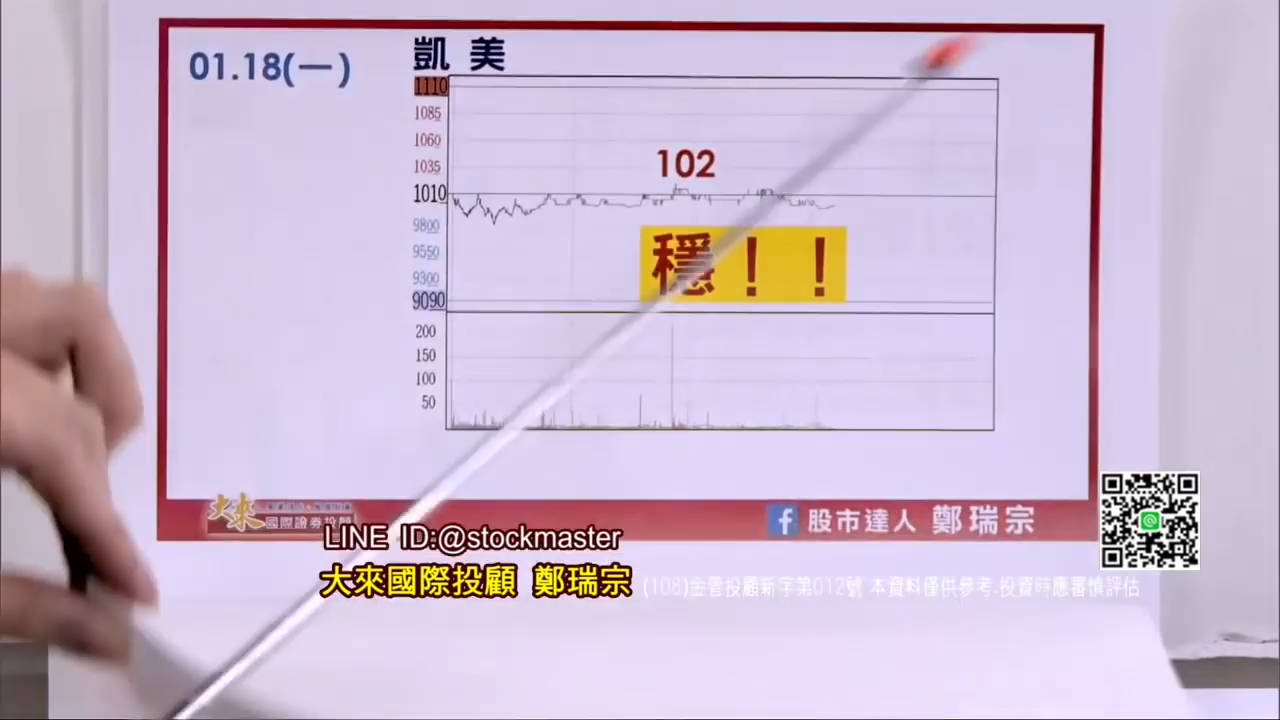 01.18(一)
凱美
1110
1085
1060
1035
1010
9800
9550
9300
9090
102
穩！！
200
150
100
50
大來
國際證券投顧
股市達人 鄭瑞宗
LINE ID:@stockmaster
大來國際投顧 鄭瑞宗
(108)金管投顧新字第012號 本資料僅供參考,投資時應審慎評估